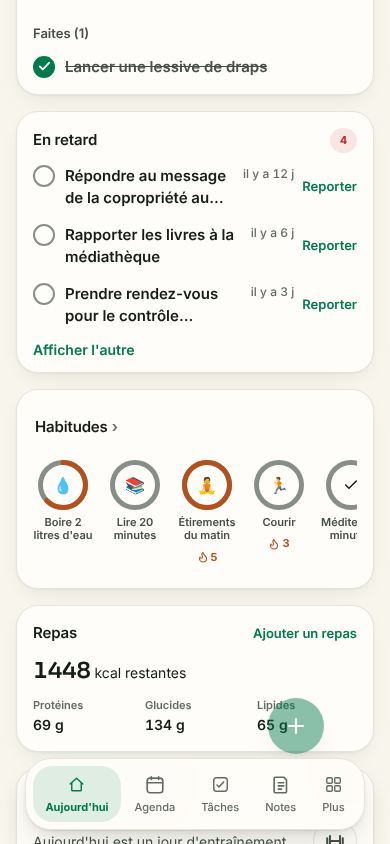 Faites (1)
Lancer une lessive de draps
En retard
4
Répondre au message
de la copropriété au…
il y a 12 j
Reporter
Rapporter les livres à la
médiathèque
il y a 6 j
Reporter
Prendre rendez-vous
pour le contrôle…
il y a 3 j
Reporter
Afficher l'autre
Habitudes ›
Boire 2
litres d'eau
Lire 20
minutes
Étirements
du matin
5
Courir
3
Médite
minut
Repas
Ajouter un repas
1448 kcal restantes
Protéines
Glucides
Lipides
69 g
134 g
65 g
Aujourd'hui
Agenda
Tâches
Notes
Plus
Aujourd'hui est un jour d'entraînement